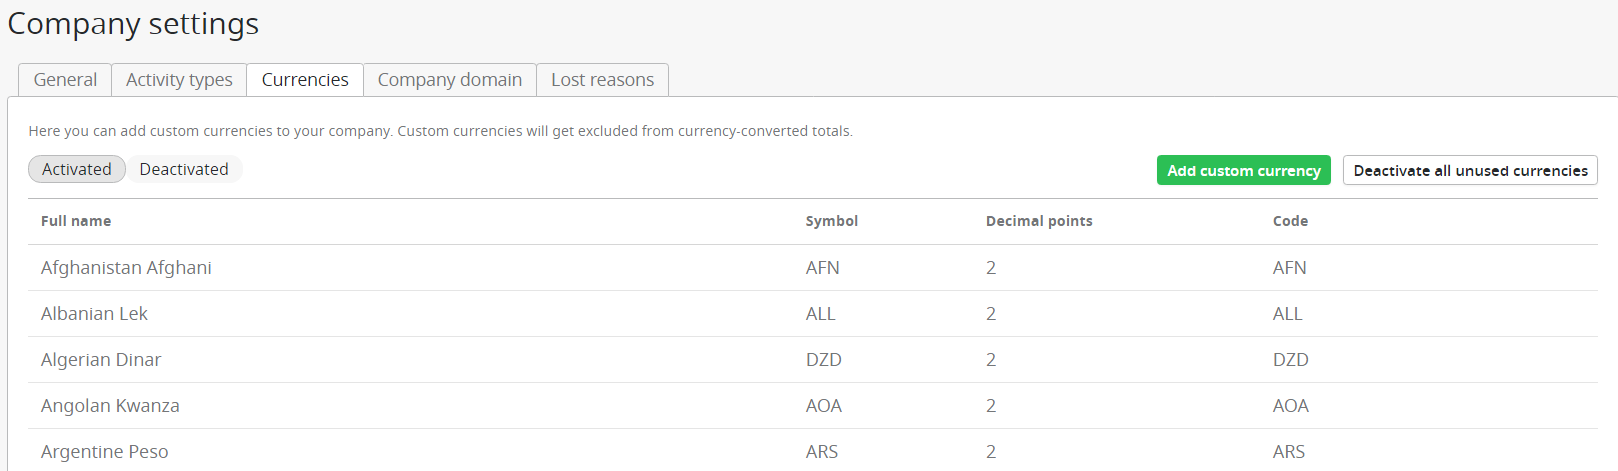 Company settings
General Activity types Currencies Company domain Lost reasons
Here you can add custom currencies to your company. Custom currencies will get excluded from currency-converted totals.
Activated Deactivated Add custom currency Deactivate all unused currencies
Full name Symbol Decimal points Code
Afghanistan Afghani AFN 2 AFN
Albanian Lek ALL 2 ALL
Algerian Dinar DZD 2 DZD
Angolan Kwanza AOA 2 AOA
Argentine Peso ARS 2 ARS